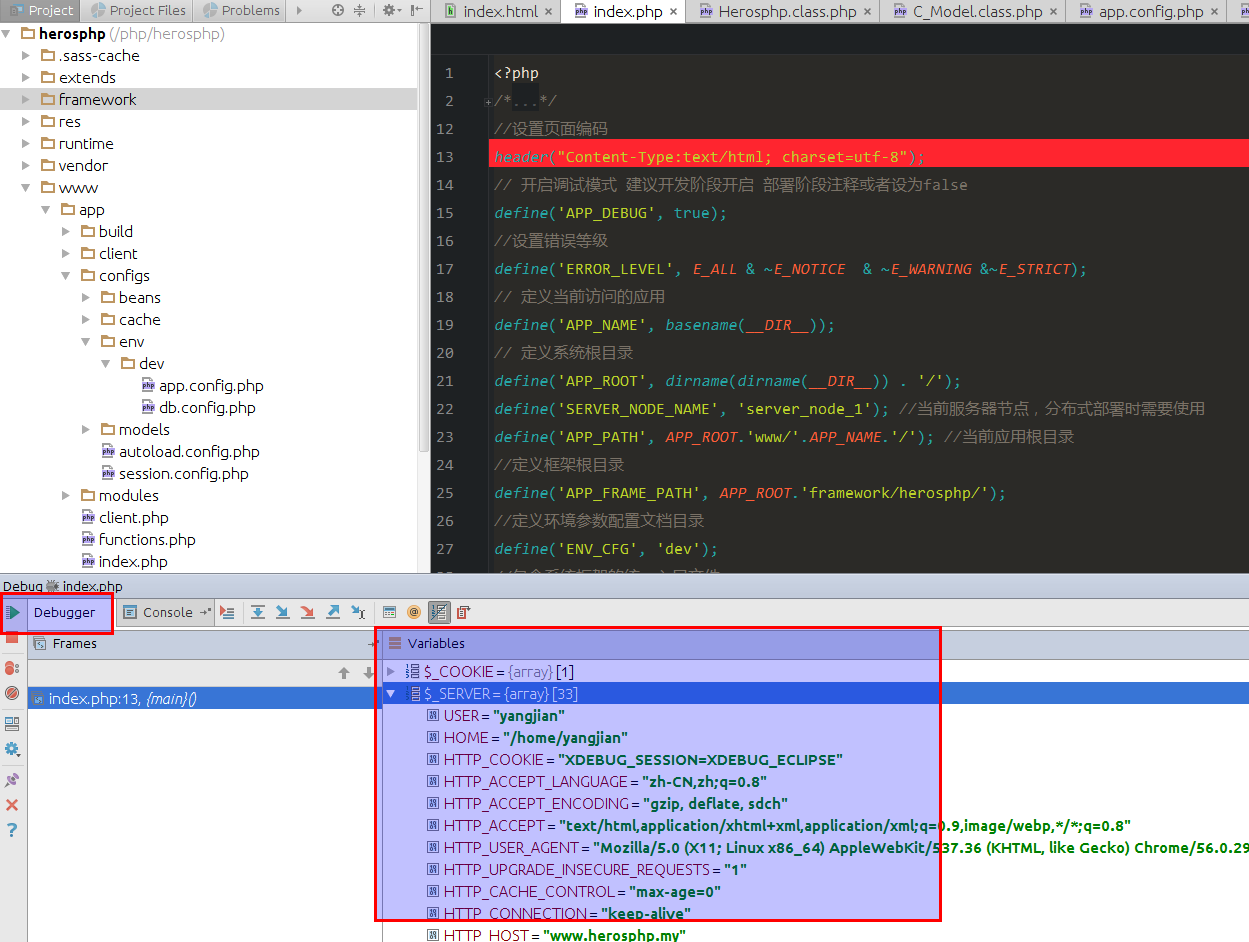 Project
Project Files
Problems
index.html
index.php
Herosphp.class.php
C_Model.class.php
app.config.php
herosphp (/php/herosphp)
.sass-cache
extends
framework
res
runtime
vendor
www
app
build
client
configs
beans
cache
env
dev
app.config.php
db.config.php
models
autoload.config.php
session.config.php
modules
client.php
functions.php
index.php
1 <?php
2 /*...*/
12 //设置页面编码
13 header("Content-Type:text/html; charset=utf-8");
14 // 开启调试模式 建议开发阶段开启 部署阶段注释或者设为false
15 define('APP_DEBUG', true);
16 //设置错误等级
17 define('ERROR_LEVEL', E_ALL & ~E_NOTICE  & ~E_WARNING &~E_STRICT);
18 // 定义当前访问的应用
19 define('APP_NAME', basename(__DIR__));
20 // 定义系统根目录
21 define('APP_ROOT', dirname(dirname(__DIR__)) . '/');
22 define('SERVER_NODE_NAME', 'server_node_1'); //当前服务器节点，分布式部署时需要使用
23 define('APP_PATH', APP_ROOT.'www/'.APP_NAME.'/'); //当前应用根目录
24 //定义框架根目录
25 define('APP_FRAME_PATH', APP_ROOT.'framework/herosphp/');
26 //定义环境参数配置文档目录
27 define('ENV_CFG', 'dev');
Debug index.php
Debugger
Console
Frames
index.php:13, {main}()
Variables
$_COOKIE = {array} [1]
$_SERVER = {array} [33]
USER = "yangjian"
HOME = "/home/yangjian"
HTTP_COOKIE = "XDEBUG_SESSION=XDEBUG_ECLIPSE"
HTTP_ACCEPT_LANGUAGE = "zh-CN,zh;q=0.8"
HTTP_ACCEPT_ENCODING = "gzip, deflate, sdch"
HTTP_ACCEPT = "text/html,application/xhtml+xml,application/xml;q=0.9,image/webp,*/*;q=0.8"
HTTP_USER_AGENT = "Mozilla/5.0 (X11; Linux x86_64) AppleWebKit/537.36 (KHTML, like Gecko) Chrome/56.0.29
HTTP_UPGRADE_INSECURE_REQUESTS = "1"
HTTP_CACHE_CONTROL = "max-age=0"
HTTP_CONNECTION = "keep-alive"
HTTP_HOST = "www.herosphp.my"